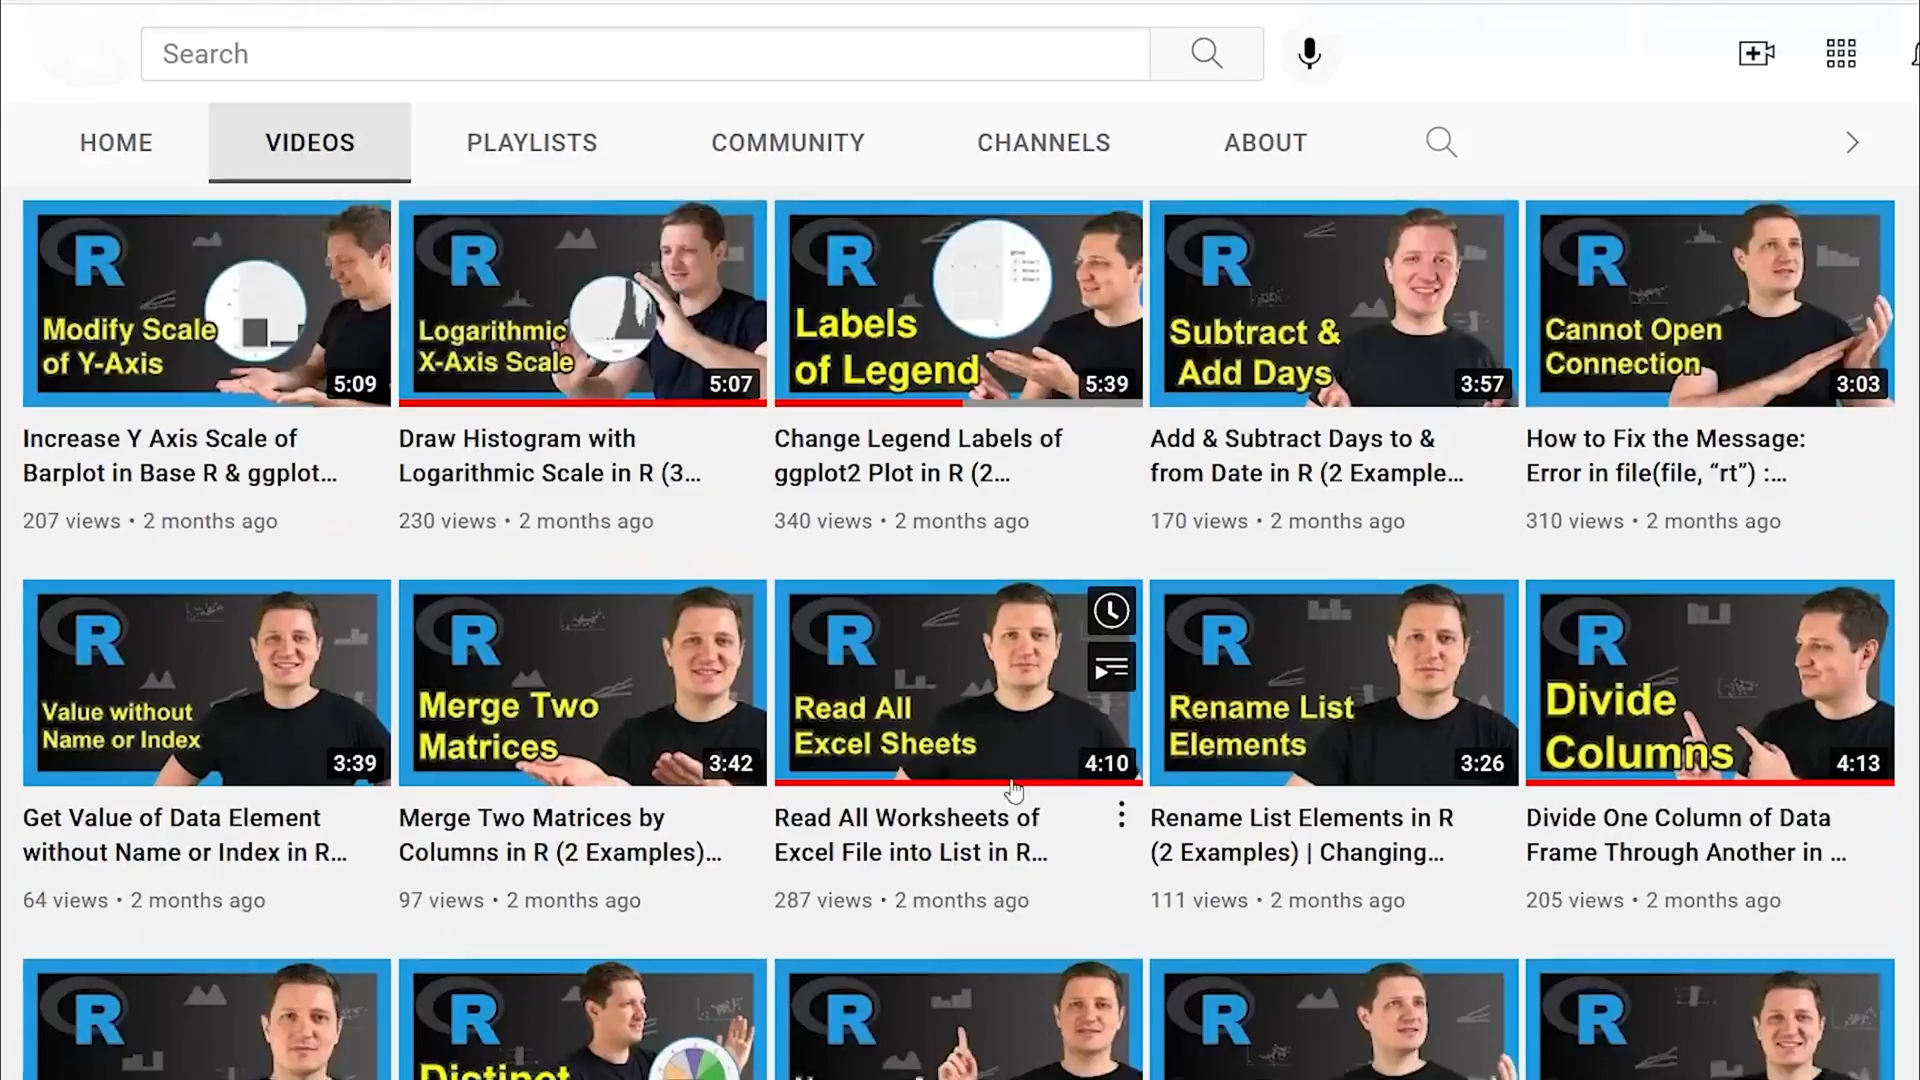 Search
HOME
VIDEOS
PLAYLISTS
COMMUNITY
CHANNELS
ABOUT
R
Modify Scale
of Y-Axis
5:09
R
Logarithmic
X-Axis Scale
5:07
R
Labels
of Legend
5:39
R
Subtract &
Add Days
3:57
R
Cannot Open
Connection
3:03
Increase Y Axis Scale of
Barplot in Base R & ggplot...
207 views • 2 months ago
Draw Histogram with
Logarithmic Scale in R (3...
230 views • 2 months ago
Change Legend Labels of
ggplot2 Plot in R (2...
340 views • 2 months ago
Add & Subtract Days to &
from Date in R (2 Example...
170 views • 2 months ago
How to Fix the Message:
Error in file(file, “rt”) :...
310 views • 2 months ago
R
Value without
Name or Index
3:39
R
Merge Two
Matrices
3:42
R
Read All
Excel Sheets
4:10
R
Rename List
Elements
3:26
R
Divide
Columns
4:13
Get Value of Data Element
without Name or Index in R...
64 views • 2 months ago
Merge Two Matrices by
Columns in R (2 Examples)...
97 views • 2 months ago
Read All Worksheets of
Excel File into List in R...
287 views • 2 months ago
Rename List Elements in R
(2 Examples) | Changing...
111 views • 2 months ago
Divide One Column of Data
Frame Through Another in ...
205 views • 2 months ago
R
R
Distinct
R
R
R